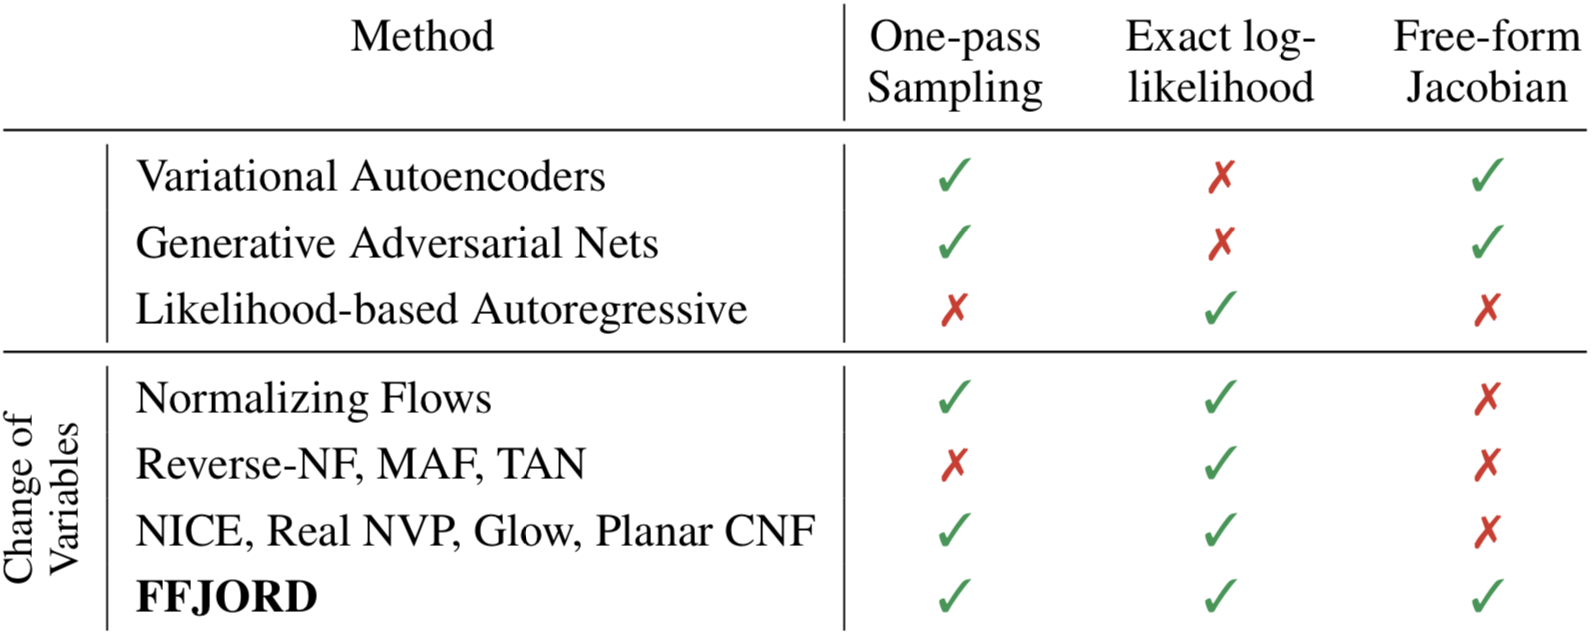 Method One-pass Sampling Exact log-likelihood Free-form Jacobian
Variational Autoencoders ✓ ✗ ✓
Generative Adversarial Nets ✓ ✗ ✓
Likelihood-based Autoregressive ✗ ✓ ✗
Change of
Variables
Normalizing Flows ✓ ✓ ✗
Reverse-NF, MAF, TAN ✗ ✓ ✗
NICE, Real NVP, Glow, Planar CNF ✓ ✓ ✗
FFJORD ✓ ✓ ✓